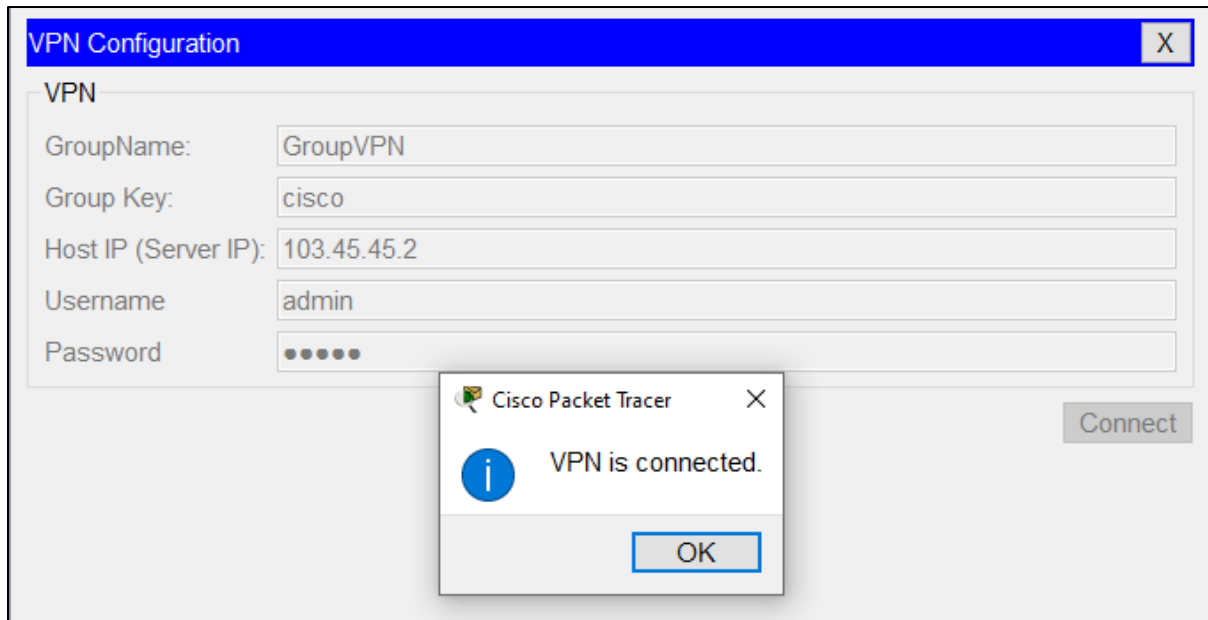 VPN Configuration X
VPN
GroupName: GroupVPN
Group Key: cisco
Host IP (Server IP): 103.45.45.2
Username admin
Password ●●●●●
Cisco Packet Tracer
Connect
i VPN is connected.
OK